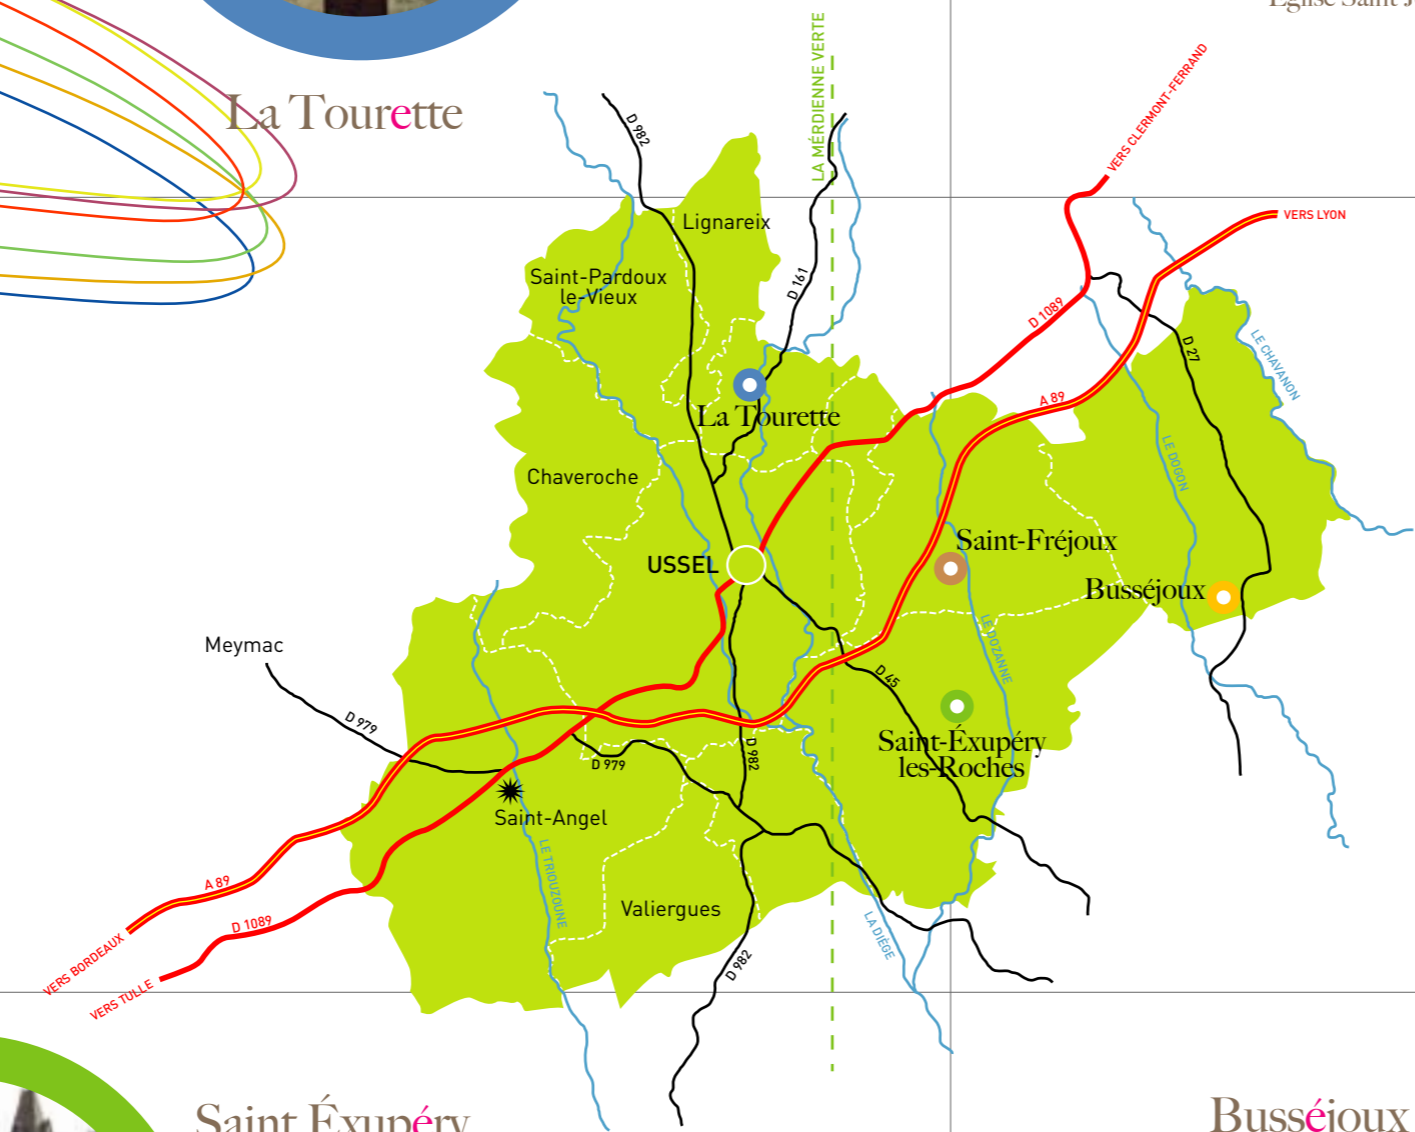 La Tourette
LA MÉRDIENNE VERTE
D 982
VERS CLERMONT-FERRAND
VERS LYON
Lignareix
Saint-Pardoux
le-Vieux
D 161
D 1089
D 27
LE CHAVANON
A 89
La Tourette
LE DOGON
Chaveroche
Saint-Fréjoux
USSEL
Busséjoux
LE DOZANNE
Meymac
D 45
D 979
Saint-Éxupéry
les-Roches
D 982
D 979
Saint-Angel
LE TRIOUZOUNE
A 89
D 1089
Valiergues
LA DIÈGE
D 982
VERS BORDEAUX
VERS TULLE
Saint Éxupéry
Busséjoux